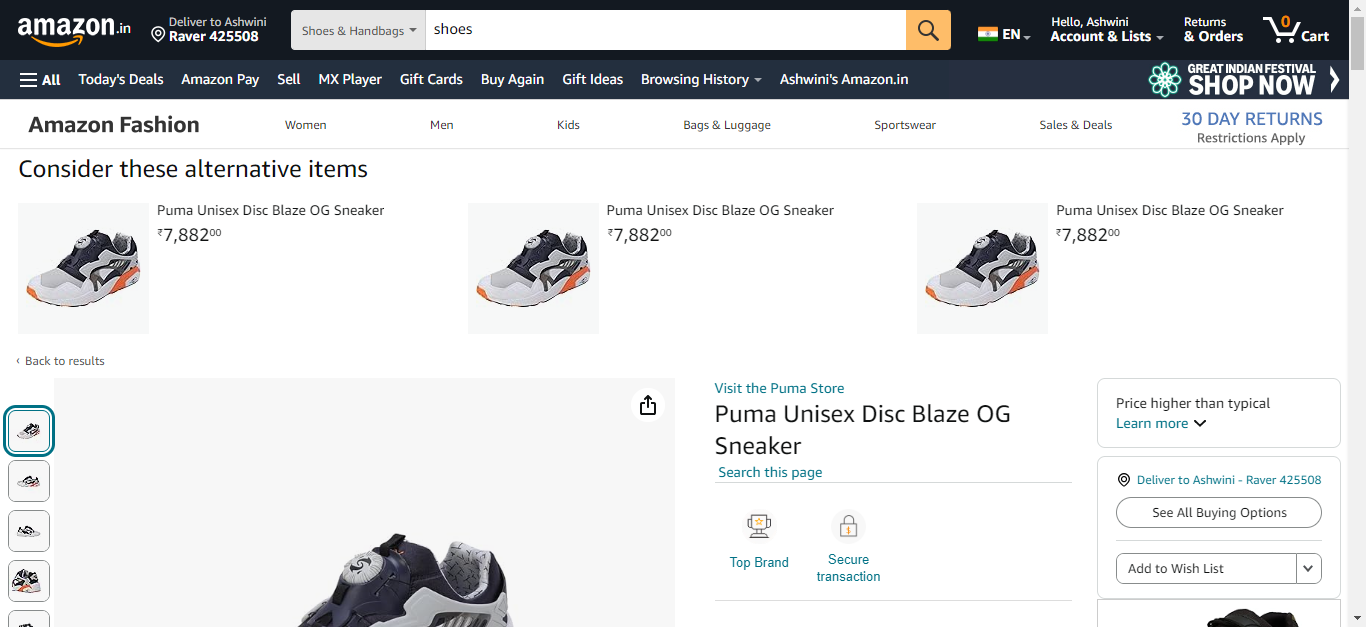 amazon.in
Deliver to Ashwini
Raver 425508
Shoes & Handbags
shoes
EN
Hello, Ashwini
Account & Lists
Returns
& Orders
0
Cart
All
Today's Deals
Amazon Pay
Sell
MX Player
Gift Cards
Buy Again
Gift Ideas
Browsing History
Ashwini's Amazon.in
GREAT INDIAN FESTIVAL
SHOP NOW
Amazon Fashion
Women
Men
Kids
Bags & Luggage
Sportswear
Sales & Deals
30 DAY RETURNS
Restrictions Apply
Consider these alternative items
Puma Unisex Disc Blaze OG Sneaker
₹7,88200
Puma Unisex Disc Blaze OG Sneaker
₹7,88200
Puma Unisex Disc Blaze OG Sneaker
₹7,88200
‹ Back to results
Visit the Puma Store
Puma Unisex Disc Blaze OG
Sneaker
Search this page
Top Brand
Secure
transaction
Price higher than typical
Learn more
Deliver to Ashwini - Raver 425508
See All Buying Options
Add to Wish List